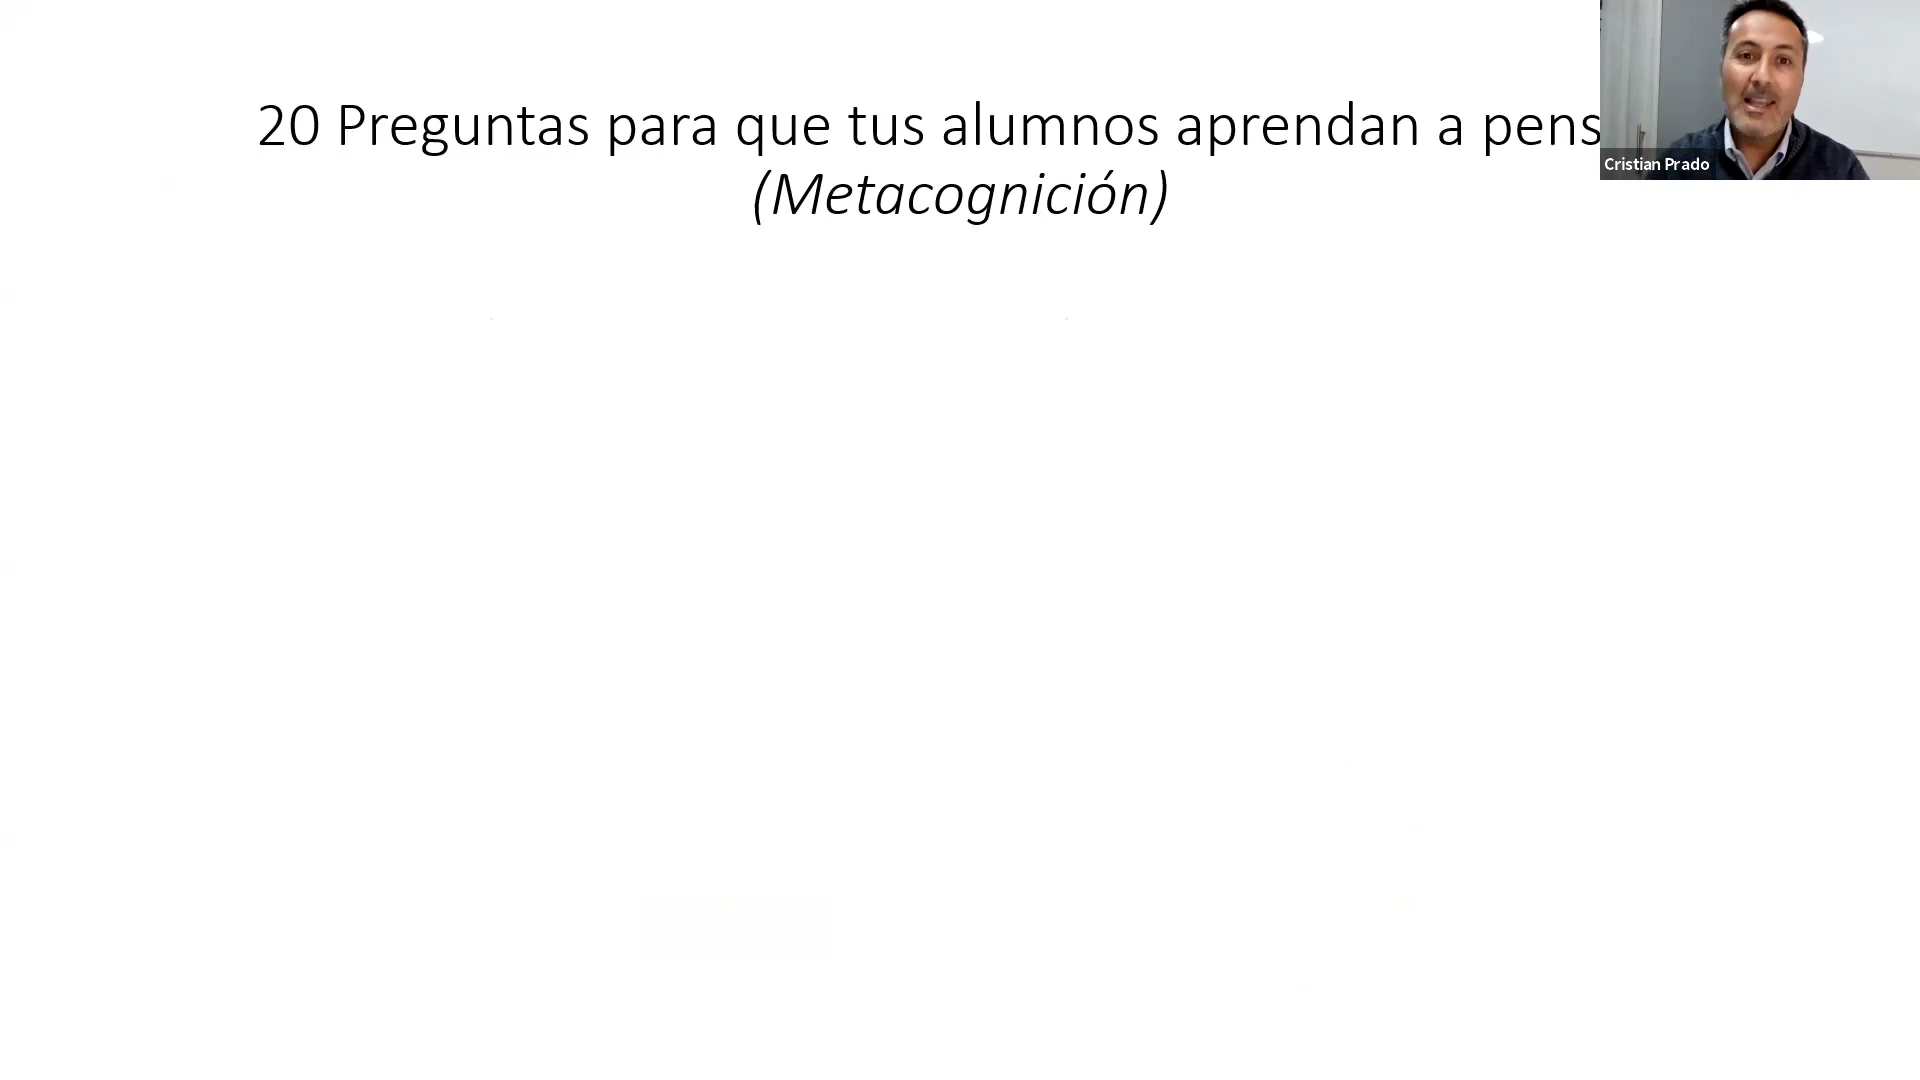 20 Preguntas para que tus alumnos aprendan a pens
(Metacognición)
Cristian Prado